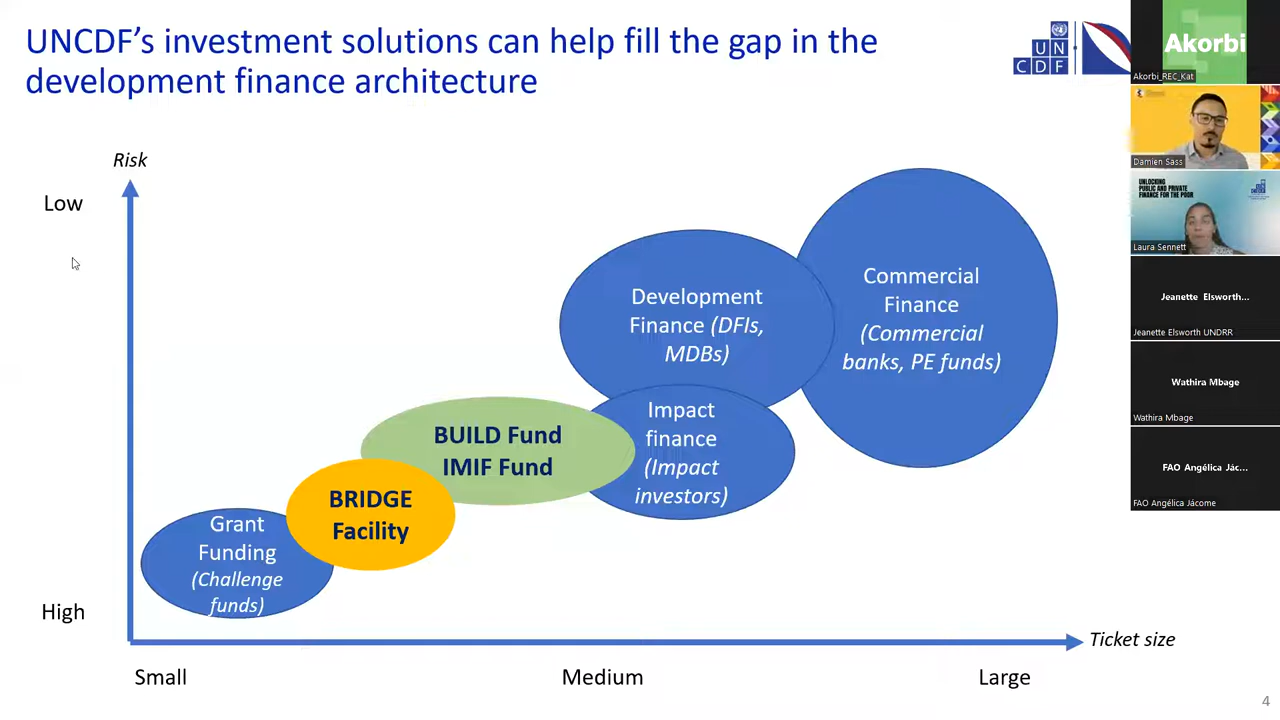 UNCDF's investment solutions can help fill the gap in the
development finance architecture
UN
CDF
Risk
Low
High
Small
Medium
Large
Ticket size
Grant
Funding
(Challenge
funds)
BRIDGE
Facility
BUILD Fund
IMIF Fund
Impact
finance
(Impact
investors)
Development
Finance (DFIs,
MDBs)
Commercial
Finance
(Commercial
banks, PE funds)
4
Akorbi
Akorbi_REC_Kat
Damien Sass
UNLOCKING
PUBLIC AND PRIVATE
FINANCE FOR THE POOR
Laura Sennett
Jeanette Elsworth...
Jeanette Elsworth UNDRR
Wathira Mbage
Wathira Mbage
FAO Angélica Jác...
FAO Angélica Jácome